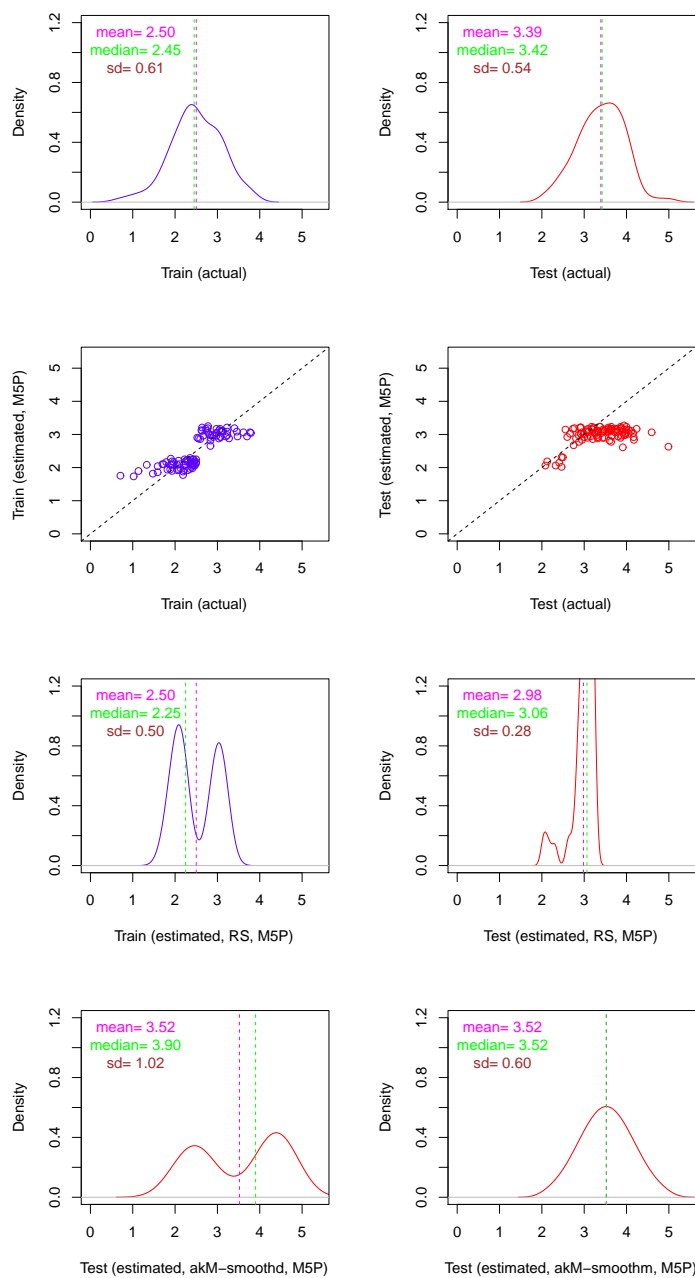 mean= 2.50
median= 2.45
sd= 0.61
Density
0.0 0.4 0.8 1.2
0 1 2 3 4 5
Train (actual)
mean= 3.39
median= 3.42
sd= 0.54
Density
0.0 0.4 0.8 1.2
0 1 2 3 4 5
Test (actual)
Train (estimated, M5P)
0 1 2 3 4 5
0 1 2 3 4 5
Train (actual)
Test (estimated, M5P)
0 1 2 3 4 5
0 1 2 3 4 5
Test (actual)
mean= 2.50
median= 2.25
sd= 0.50
Density
0.0 0.4 0.8 1.2
0 1 2 3 4 5
Train (estimated, RS, M5P)
mean= 2.98
median= 3.06
sd= 0.28
Density
0.0 0.4 0.8 1.2
0 1 2 3 4 5
Test (estimated, RS, M5P)
mean= 3.52
median= 3.90
sd= 1.02
Density
0.0 0.4 0.8 1.2
0 1 2 3 4 5
Test (estimated, akM−smoothd, M5P)
mean= 3.52
median= 3.52
sd= 0.60
Density
0.0 0.4 0.8 1.2
0 1 2 3 4 5
Test (estimated, akM−smoothm, M5P)